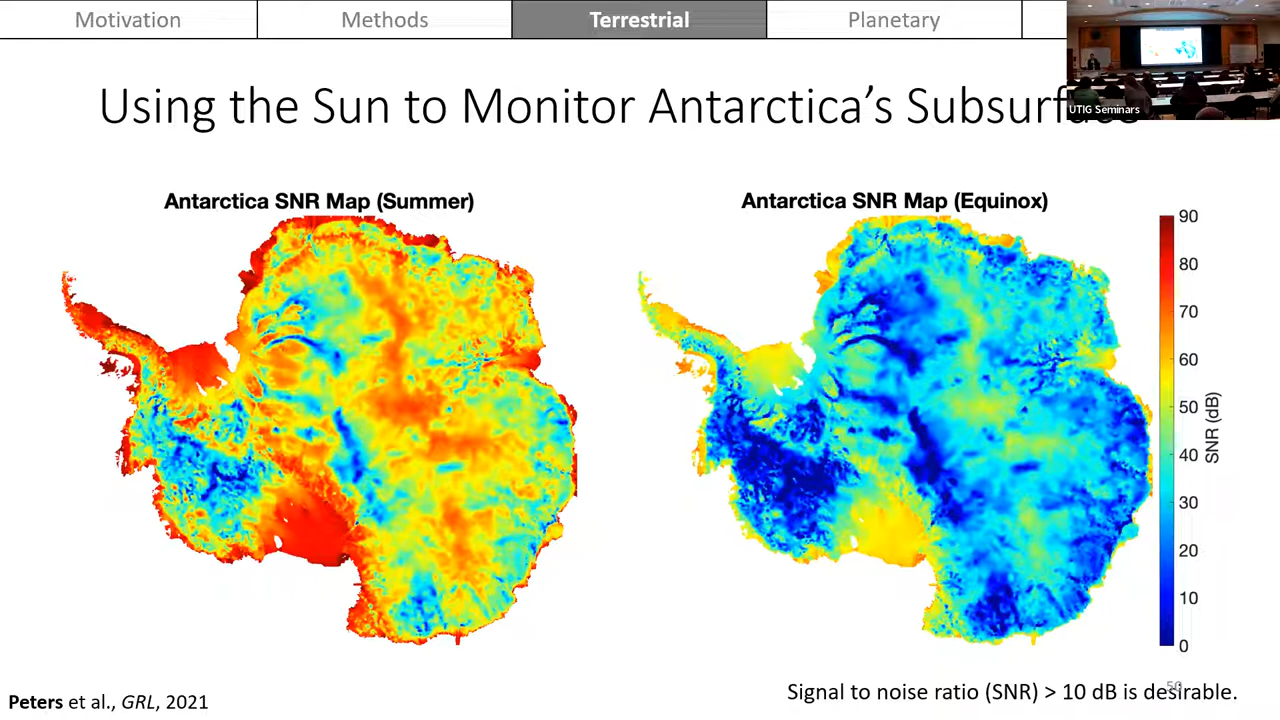 Motivation
Methods
Terrestrial
Planetary
UTIG Seminars
Using the Sun to Monitor Antarctica's
Antarctica SNR Map (Summer)
Antarctica SNR Map (Equinox)
90
80
70
60
50
40
30
20
10
0
SNR (dB)
Peters et al., GRL, 2021
Signal to noise ratio (SNR) > 10 dB is desirable.